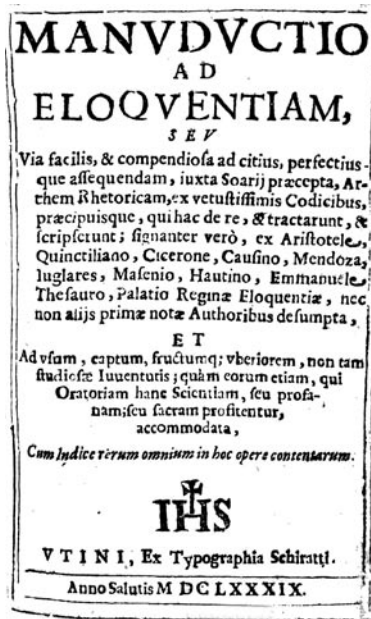 MANVDVCTIO
AD
ELOQVENTIAM,
SEV
Via facilis, & compendiosa ad citius, perfectius-
que assequendam, iuxta Soarij præcepta, Ar-
them Rhetoricam, ex vetustissimis Codicibus,
præcipuisque, qui hac de re, & tractarunt, &
scripserunt; signanter verò, ex Aristotele,
Quinctiliano, Cicerone, Causino, Mendoza,
Iuglares, Masenio, Hautino, Emmanuele
Thesauro, Palatio Reginæ Eloquentiæ, nec
non alijs primæ notæ Authoribus desumpta,
ET
Ad vsum, captum, fructumq; vberiorem, non tam
studiosæ Iuuentutis; quàm eorum etiam, qui
Oratoriam hanc Scientiam, seu profa-
nam; seu sacram profitentur,
accommodata,
Cum Indice rerum omnium in hoc opere contentarum.
IHS
VTINI, Ex Typographia Schiratti.
Anno Salutis M DCLXXXIX.